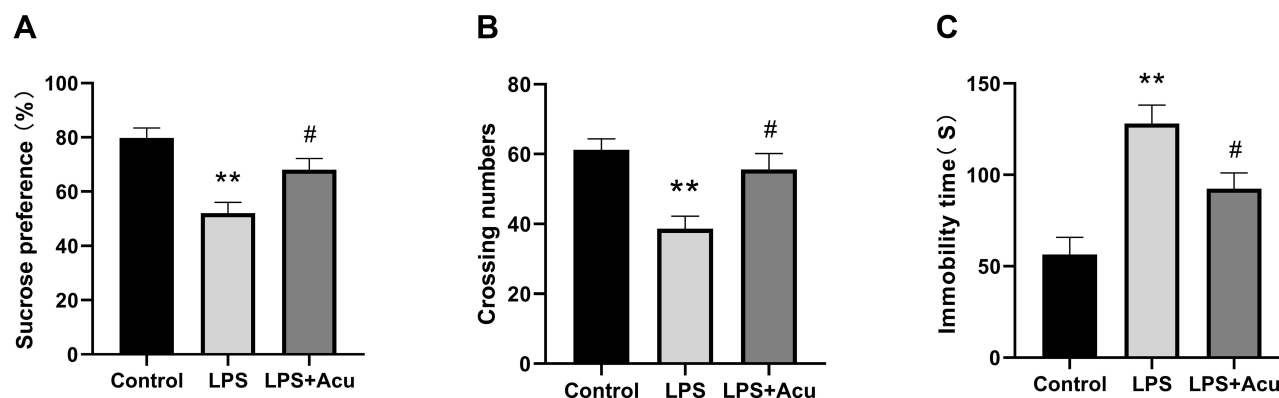 A
Sucrose preference（%）
100
80
60
40
20
0
**
#
Control LPS LPS+Acu
B
Crossing numbers
80
60
40
20
0
**
#
Control LPS LPS+Acu
C
Immobility time( S)
150
100
50
0
**
#
Control LPS LPS+Acu